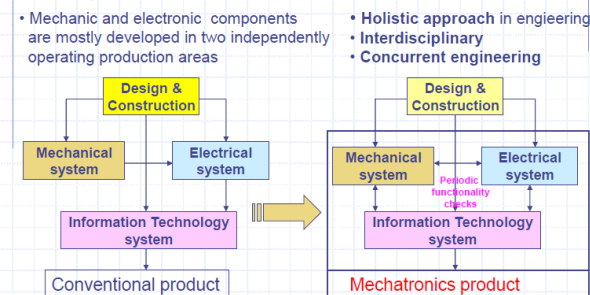 • Mechanic and electronic components
are mostly developed in two independently
operating production areas
• Holistic approach in engieering
• Interdisciplinary
• Concurrent engineering
Design &
Construction
Mechanical
system
Electrical
system
Information Technology
system
Conventional product
Design &
Construction
Mechanical
system
Electrical
system
Periodic
functionality
checks
Information Technology
system
Mechatronics product